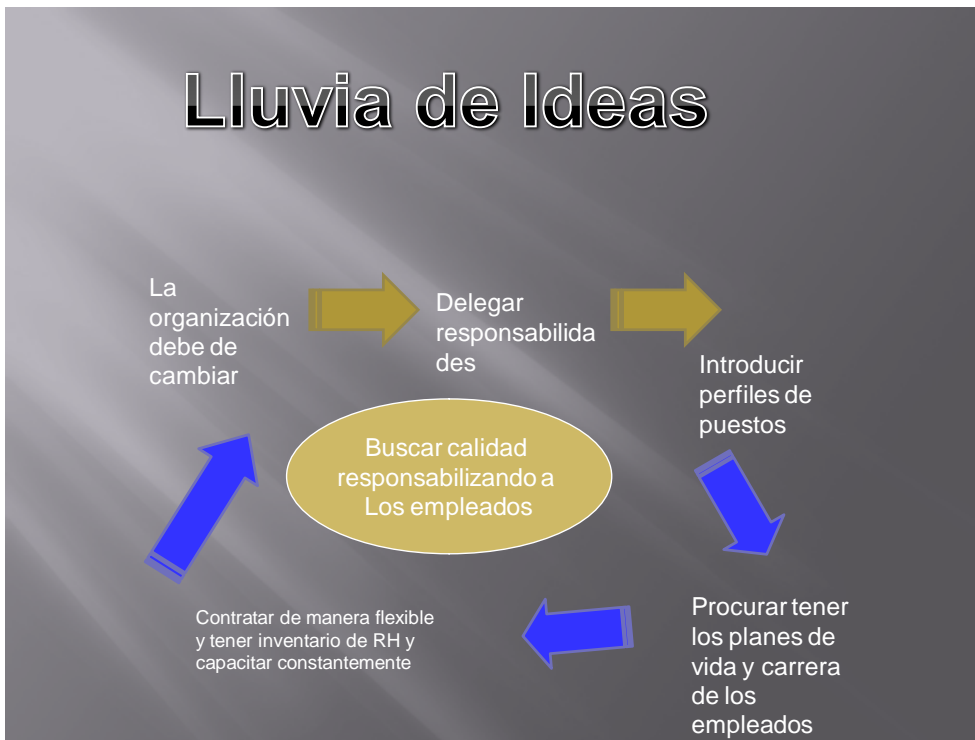 Lluvia de Ideas
La
organización
debe de
cambiar
Delegar
responsabilida
des
Introducir
perfiles de
puestos
Buscar calidad
responsabilizando a
Los empleados
Procurar tener
los planes de
vida y carrera
de los
empleados
Contratar de manera flexible
y tener inventario de RH y
capacitar constantemente